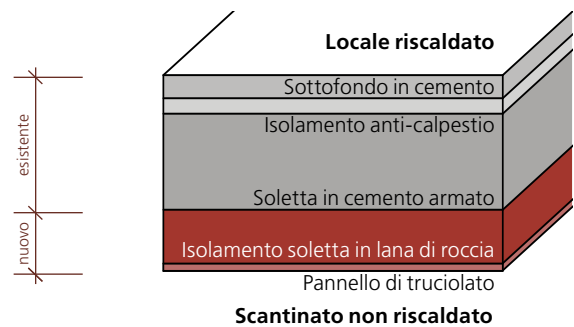 Locale riscaldato
Sottofondo in cemento
Isolamento anti-calpestio
esistente
Soletta in cemento armato
nuovo
Isolamento soletta in lana di roccia
Pannello di truciolato
Scantinato non riscaldato